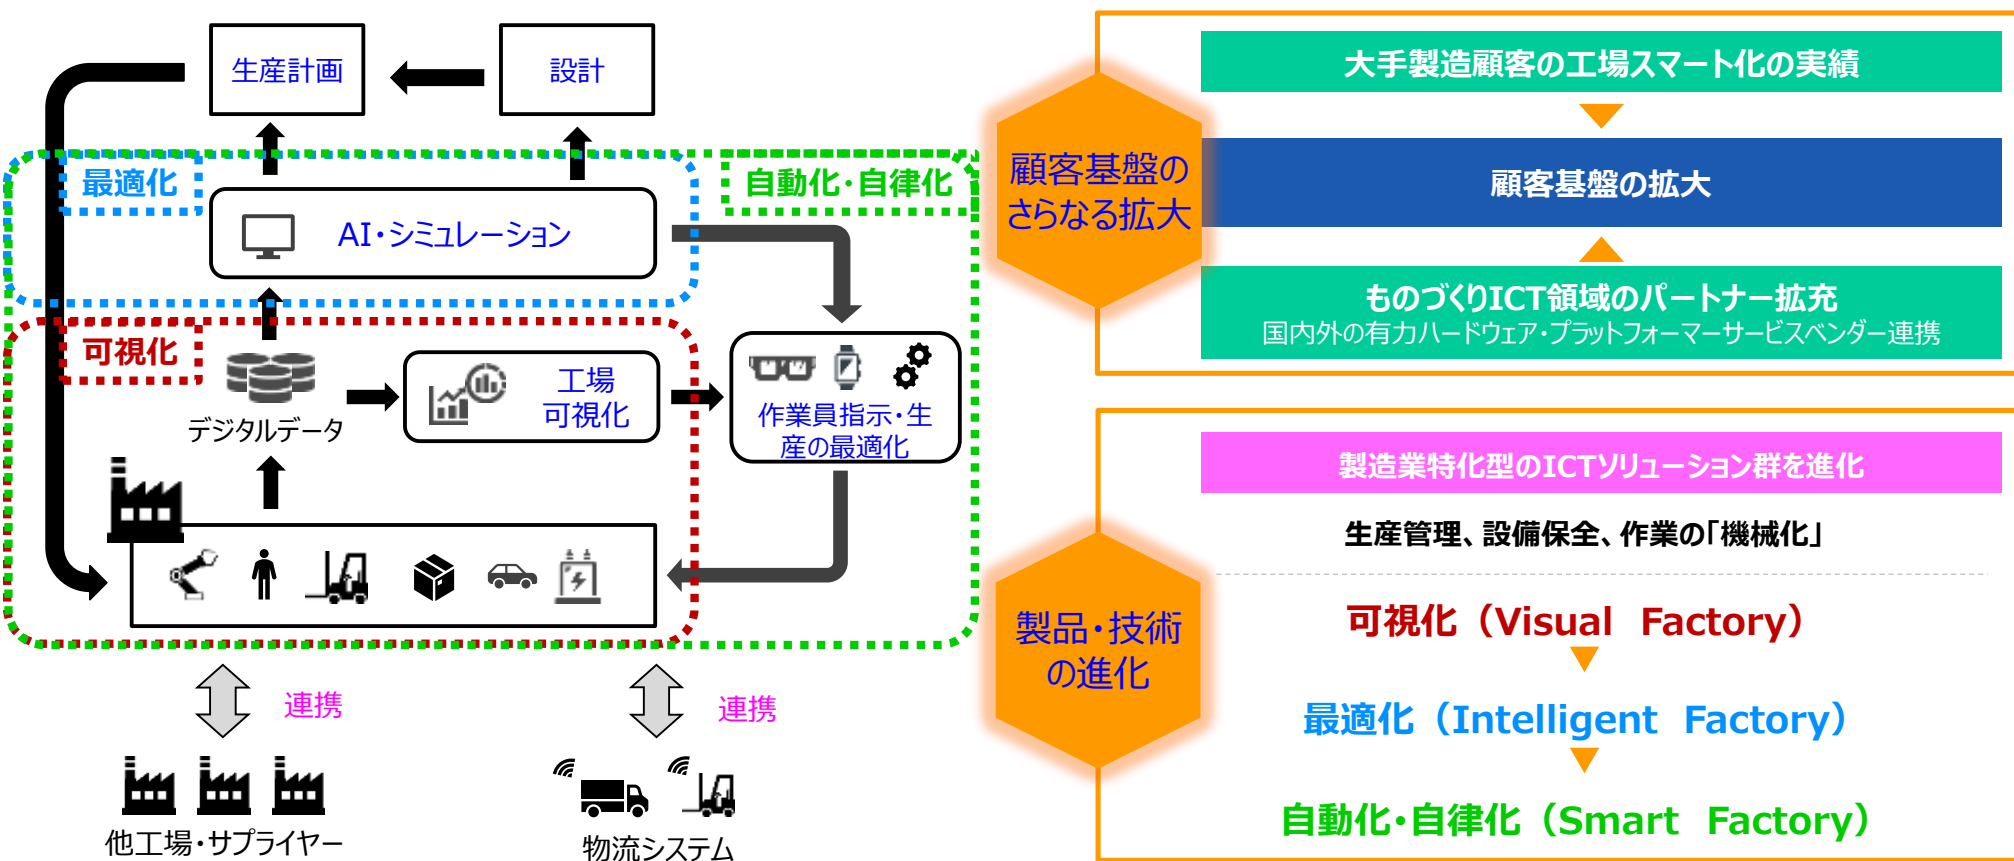 生産計画
設計
最適化
自動化・自律化
AI・シミュレーション
可視化
デジタルデータ
工場
可視化
作業員指示・生
産の最適化
連携
連携
他工場・サプライヤー
物流システム
顧客基盤の
さらなる拡大
大手製造顧客の工場スマート化の実績
顧客基盤の拡大
ものづくりICT領域のパートナー拡充
国内外の有力ハードウェア・プラットフォーマーサービスベンダー連携
製品・技術
の進化
製造業特化型のICTソリューション群を進化
生産管理、設備保全、作業の「機械化」
可視化（Visual Factory）
最適化（Intelligent Factory）
自動化・自律化（Smart Factory）